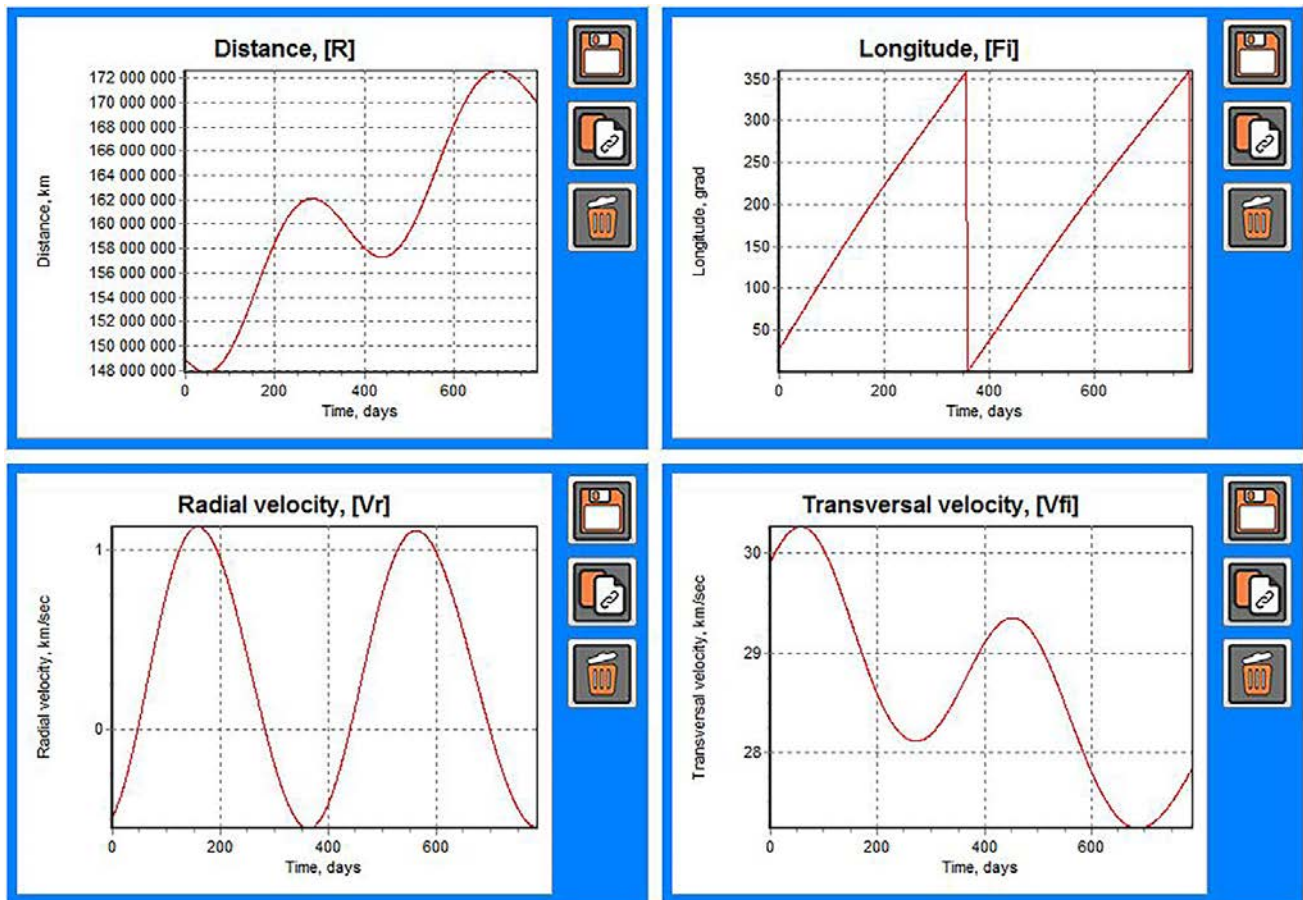 Distance, [R]
172 000 000
170 000 000
168 000 000
166 000 000
164 000 000
162 000 000
160 000 000
158 000 000
156 000 000
154 000 000
152 000 000
150 000 000
148 000 000
Distance, km
0
200
400
600
Time, days
Longitude, [Fi]
350
300
250
200
150
100
50
Longitude, grad
0
200
400
600
Time, days
Radial velocity, [Vr]
1
0
Radial velocity, km/sec
0
200
400
600
Time, days
Transversal velocity, [Vfi]
30
29
28
Transversal velocity, km/sec
0
200
400
600
Time, days